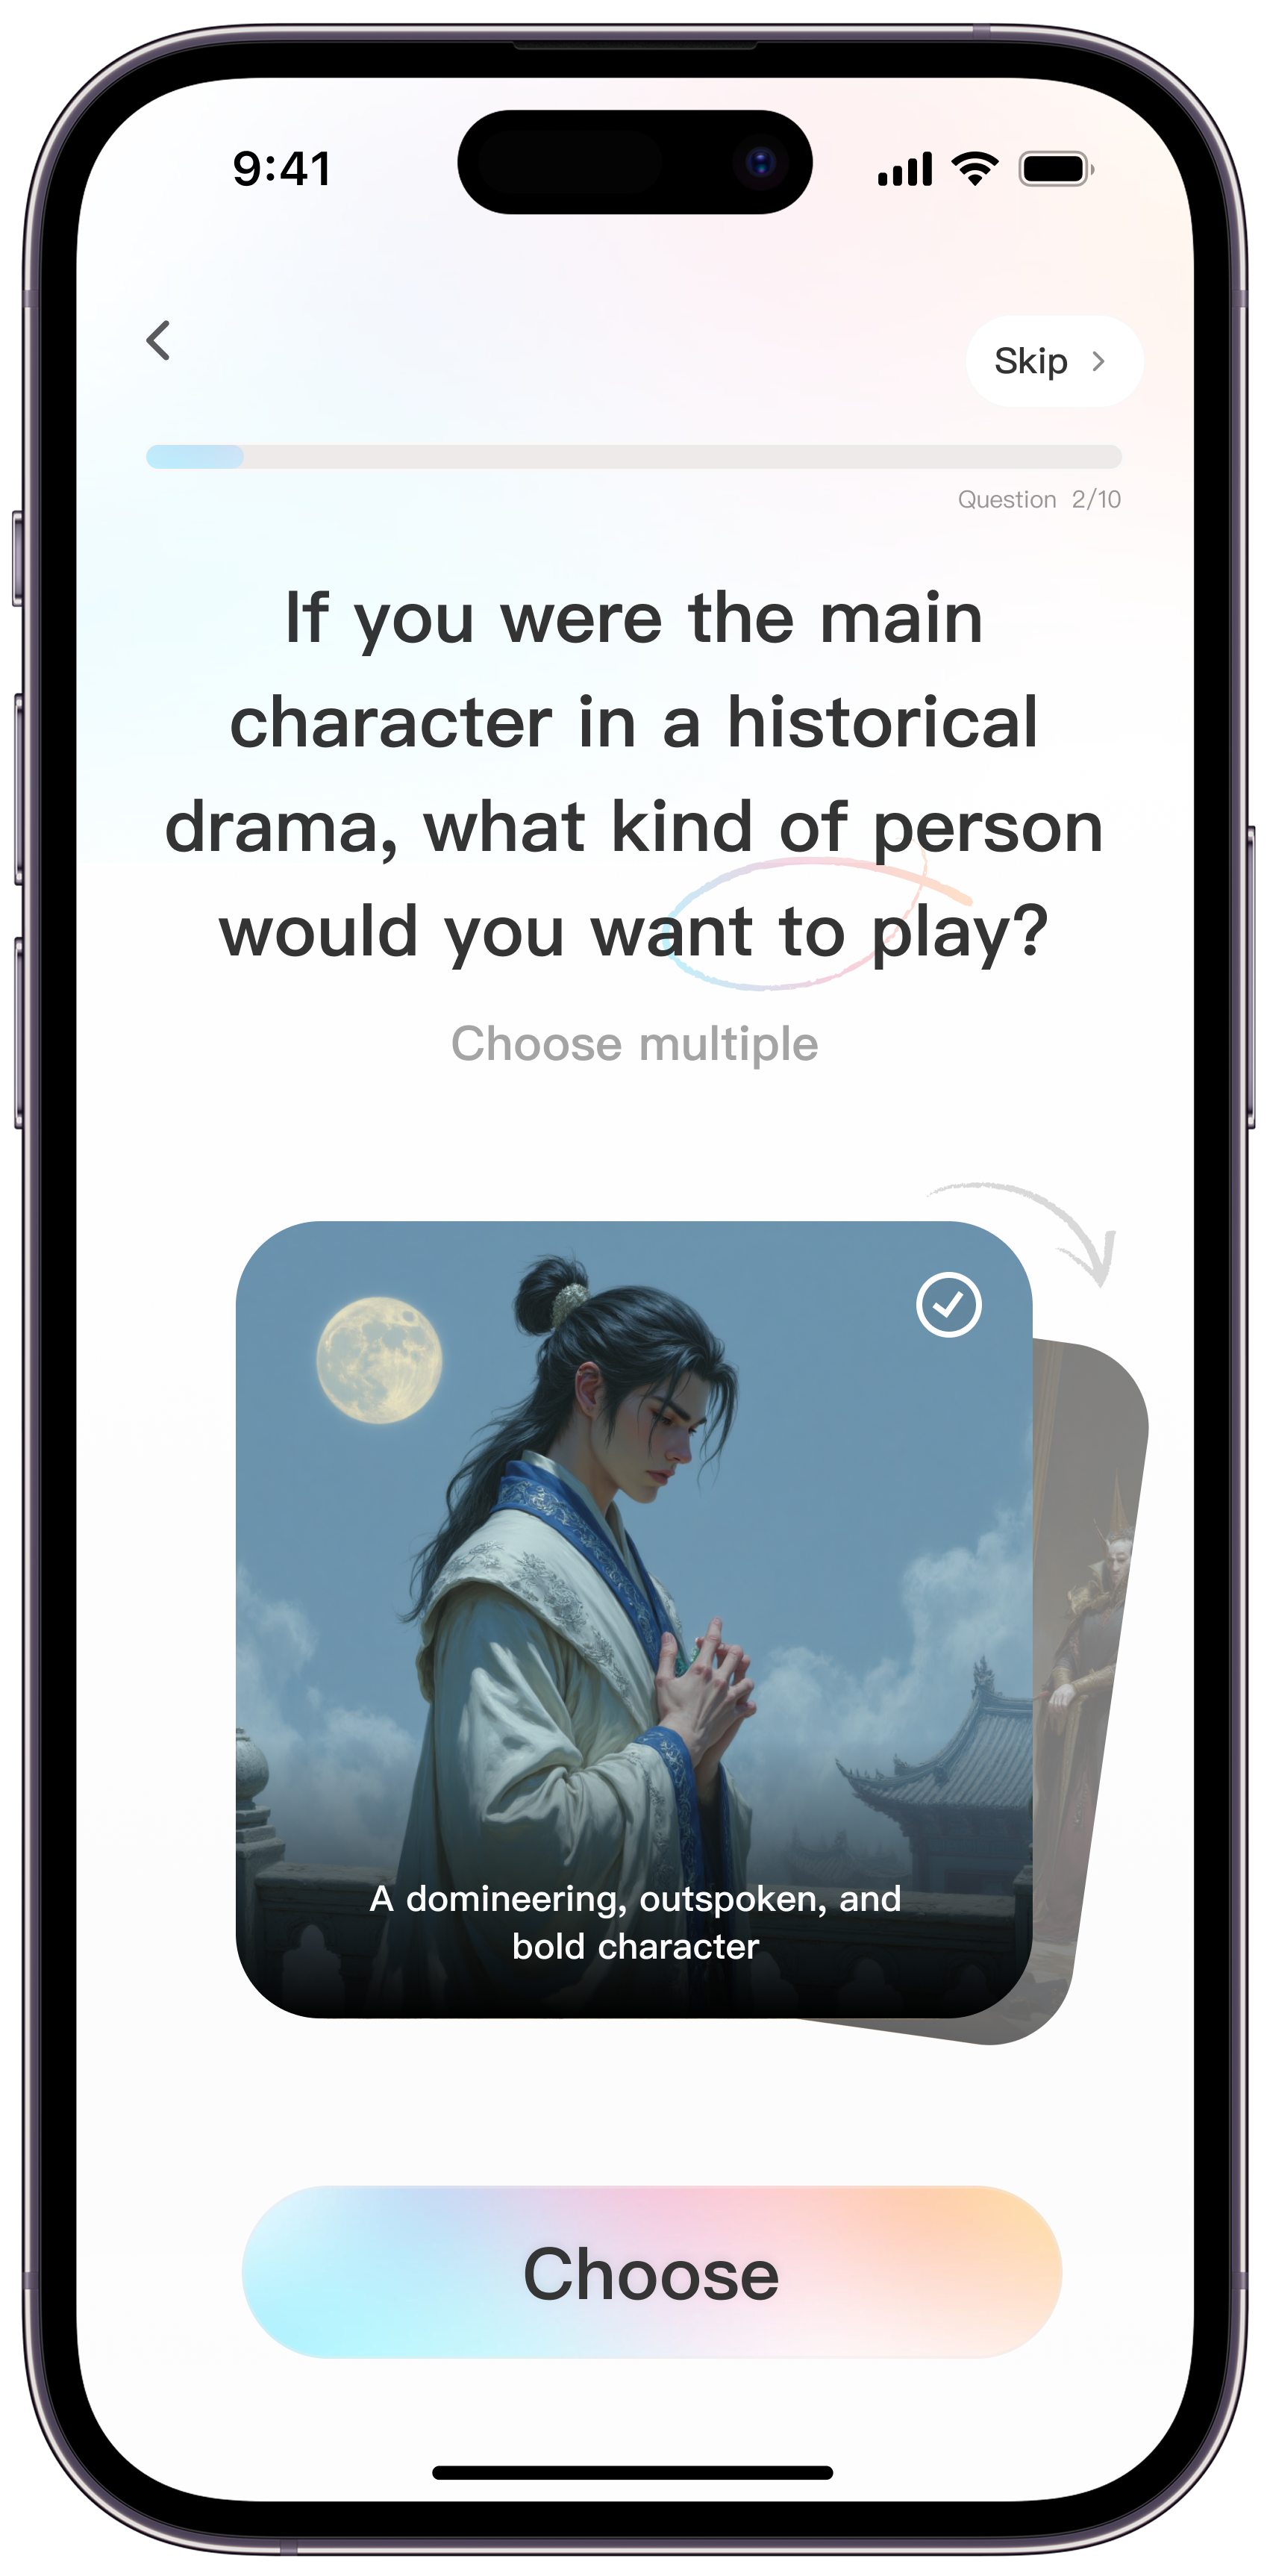 9:41
Skip
Question 2/10
If you were the main
character in a historical
drama, what kind of person
would you want to play?
Choose multiple
A domineering, outspoken, and
bold character
Choose